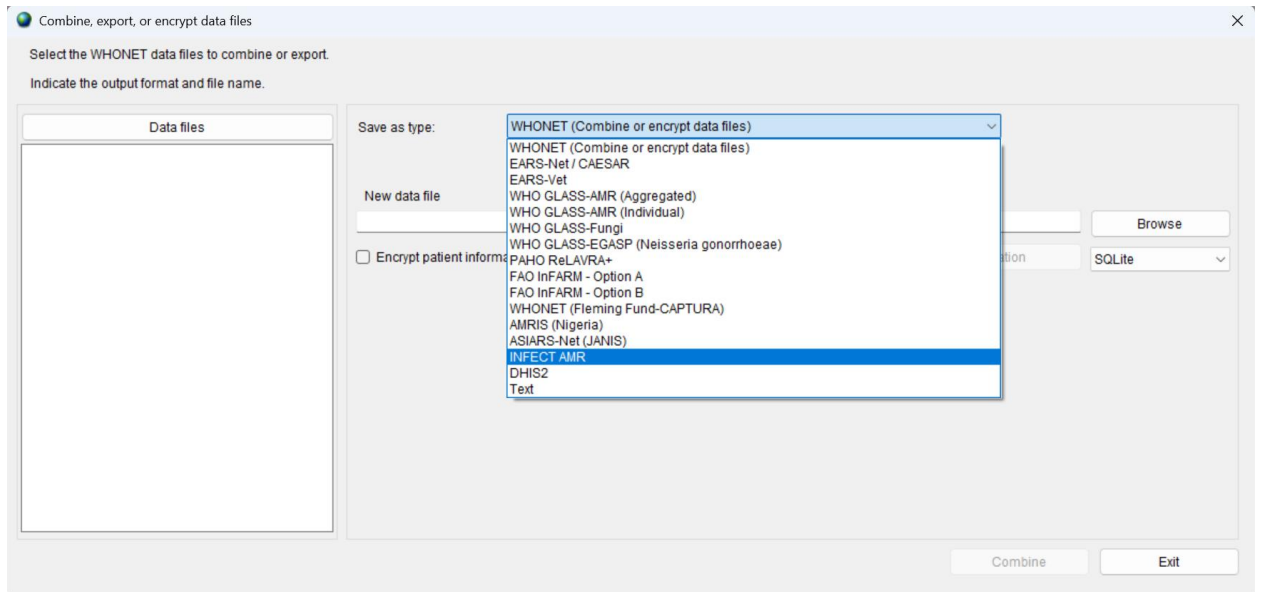 Combine, export, or encrypt data files
Select the WHONET data files to combine or export.
Indicate the output format and file name.
Data files
Save as type:
WHONET (Combine or encrypt data files)
WHONET (Combine or encrypt data files)
EARS-Net / CAESAR
EARS-Vet
WHO GLASS-AMR (Aggregated)
WHO GLASS-AMR (Individual)
WHO GLASS-Fungi
WHO GLASS-EGASP (Neisseria gonorrhoeae)
PAHO ReLAVRA+
FAO InFARM - Option A
FAO InFARM - Option B
WHONET (Fleming Fund-CAPTURA)
AMRIS (Nigeria)
ASIARS-Net (JANIS)
INFECT AMR
DHIS2
Text
New data file
Browse
Encrypt patient
SQLite
Combine
Exit